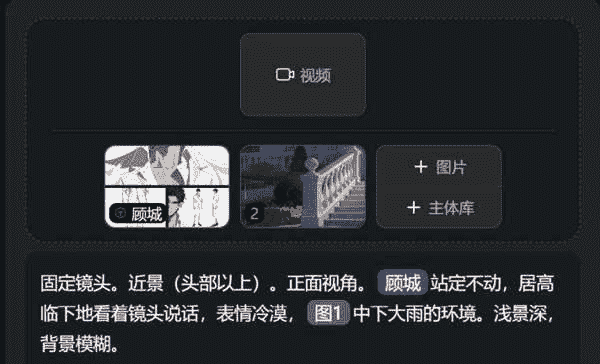 视频
顾城
2
图片
主体库
固定镜头。近景（头部以上）。正面视角。 顾城 站定不动，居高
临下地看着镜头说话，表情冷漠， 图1 中下大雨的环境。浅景深，
背景模糊。